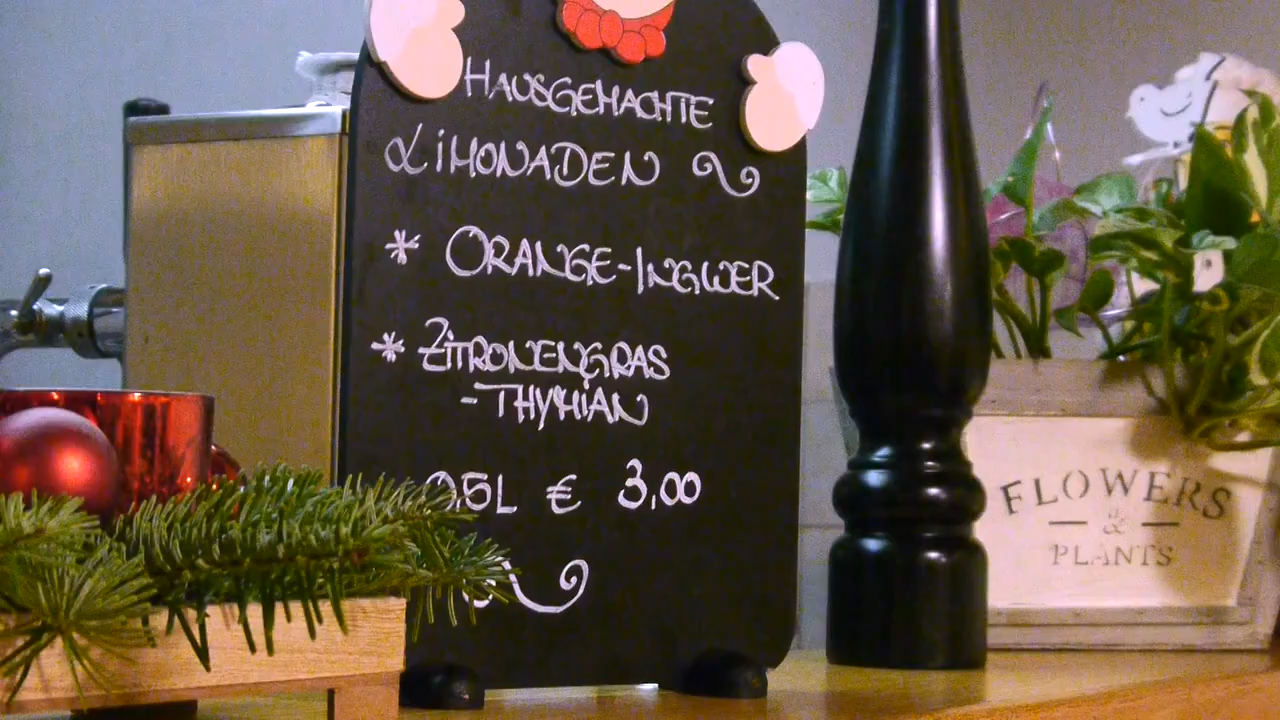 HAUSGEMACHTE
LIMONADEN
* ORANGE-INGWER
* ZITRONENGRAS
-THYMIAN
0,5L € 3,00
FLOWERS
&
PLANTS